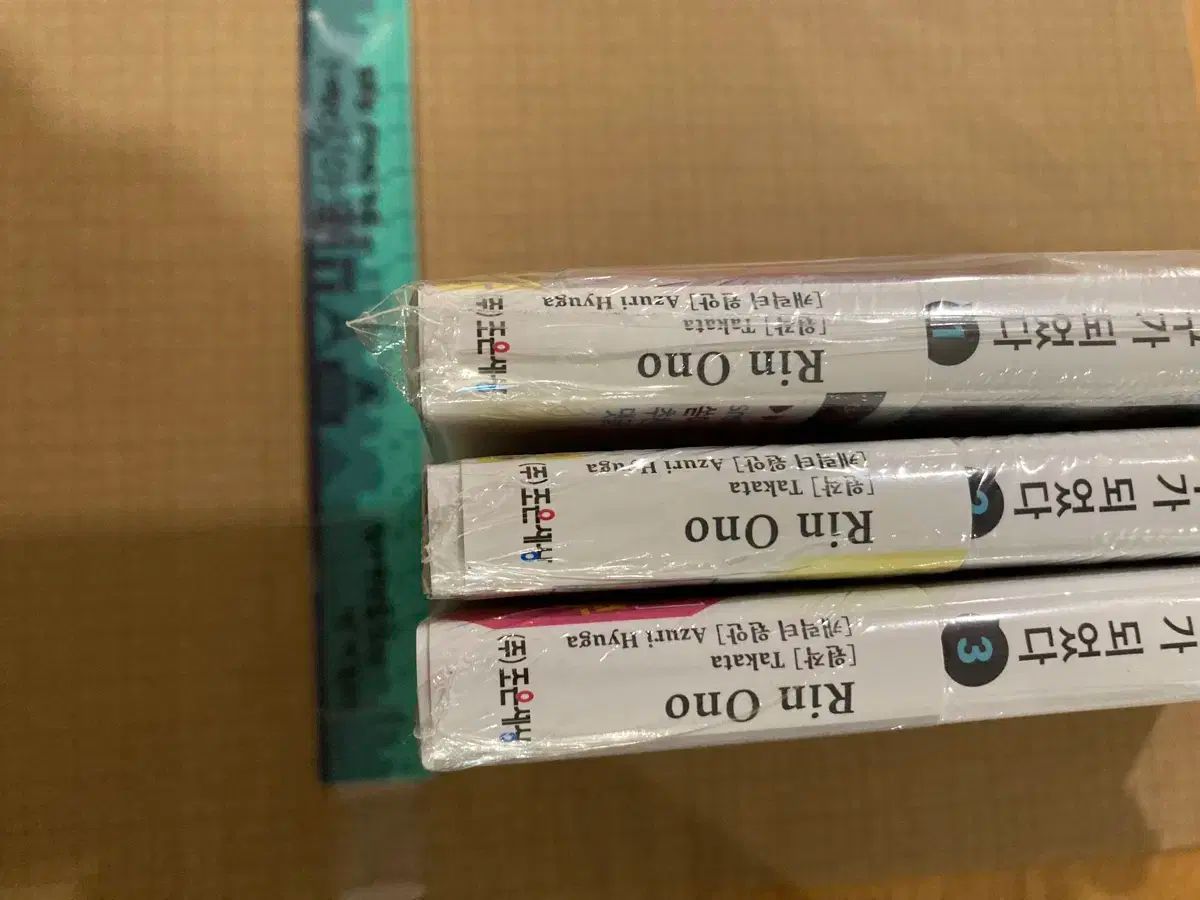 가 되었다
1
Rin Ono
[원작] Takata
[캐릭터 원안] Azuri Hyuga
주)조은세상
가 되었다
2
Rin Ono
[원작] Takata
[캐릭터 원안] Azuri Hyuga
주)조은세상
가 되었다
3
Rin Ono
[원작] Takata
[캐릭터 원안] Azuri Hyuga
(주)조은세상